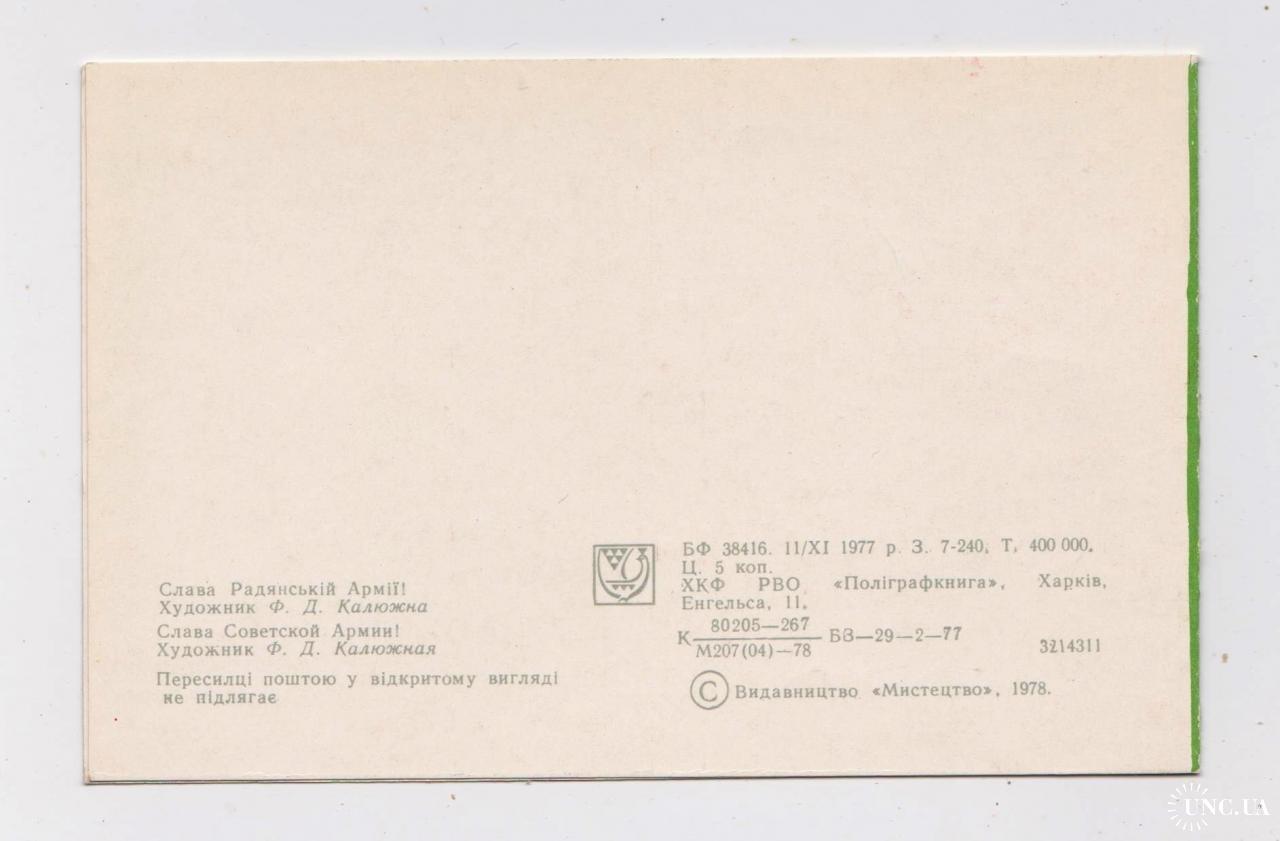 Слава Радянській Армії!
Художник Ф. Д. Калюжна
Слава Советской Армии!
Художник Ф. Д. Калюжная
Пересилці поштою у відкритому вигляді
не підлягає
БФ 38416. 11/XI 1977 р. З. 7-240. Т. 400 000.
Ц. 5 коп.
ХКФ РВО «Поліграфкнига», Харків,
Енгельса, 11.
К 80205—267
М207(04)—78
БЗ—29—2—77
3214311
© Видавництво «Мистецтво», 1978.
UNC.UA